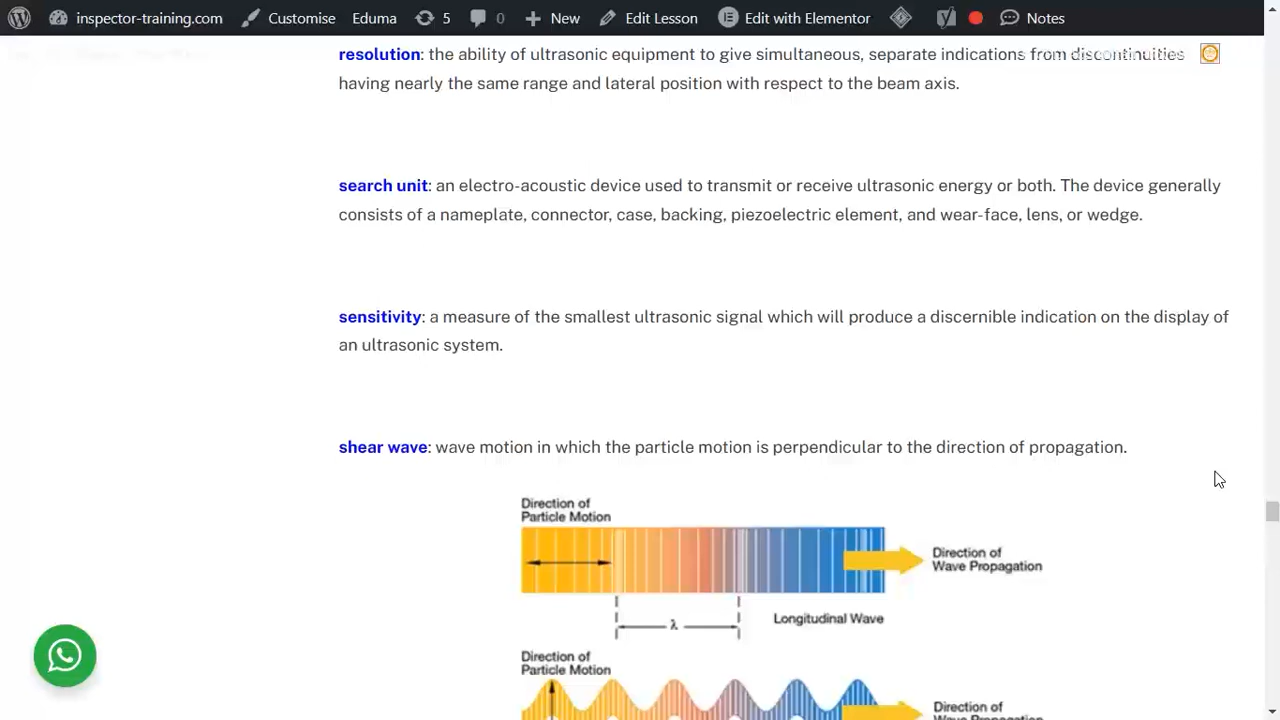 inspector-training.com Customise Eduma 5 0 New Edit Lesson Edit with Elementor Notes
resolution: the ability of ultrasonic equipment to give simultaneous, separate indications from discontinuities
having nearly the same range and lateral position with respect to the beam axis.
search unit: an electro-acoustic device used to transmit or receive ultrasonic energy or both. The device generally
consists of a nameplate, connector, case, backing, piezoelectric element, and wear-face, lens, or wedge.
sensitivity: a measure of the smallest ultrasonic signal which will produce a discernible indication on the display of
an ultrasonic system.
shear wave: wave motion in which the particle motion is perpendicular to the direction of propagation.
Direction of
Particle Motion
Direction of
Wave Propagation
Longitudinal Wave
λ
Direction of
Particle Motion
Direction of
Wave Propagation